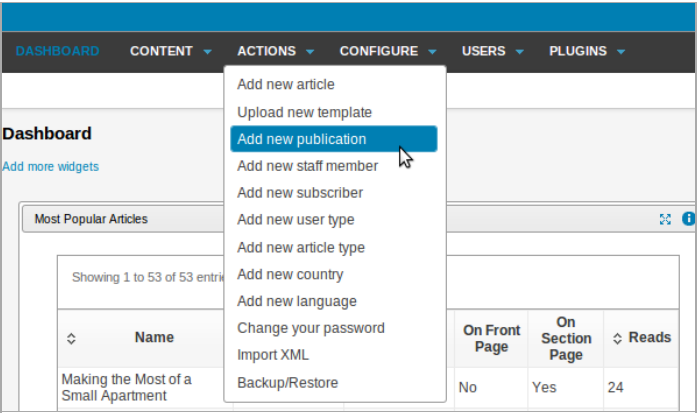 DASHBOARD CONTENT ACTIONS CONFIGURE USERS PLUGINS
Add new article
Upload new template
Add new publication
Add new staff member
Add new subscriber
Add new user type
Add new article type
Add new country
Add new language
Change your password
Import XML
Backup/Restore
Dashboard
Add more widgets
Most Popular Articles
Showing 1 to 53 of 53
Name
On Front
Page
On
Section
Page
Reads
Making the Most of a
Small Apartment
No Yes 24